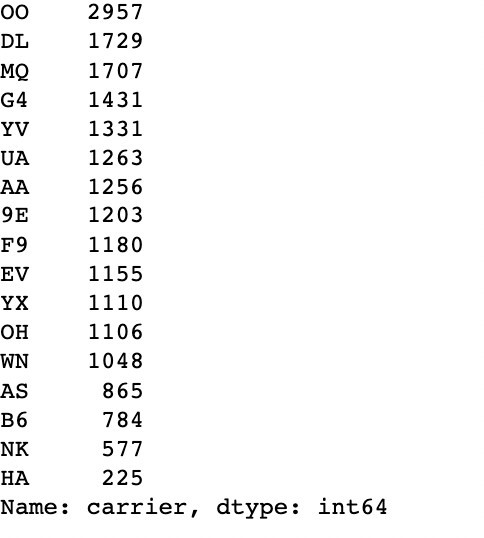 OO    2957
DL    1729
MQ    1707
G4    1431
YV    1331
UA    1263
AA    1256
9E    1203
F9    1180
EV    1155
YX    1110
OH    1106
WN    1048
AS     865
B6     784
NK     577
HA     225
Name: carrier, dtype: int64